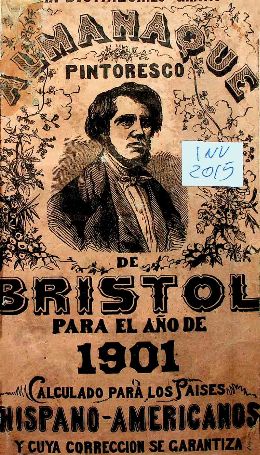 ALMANAQUE
PINTORESCO
INV
2015
DE
BRISTOL
PARA EL AÑO DE
1901
CALCULADO PARA LOS PAISES
HISPANO-AMERICANOS
Y CUYA CORRECCION SE GARANTIZA